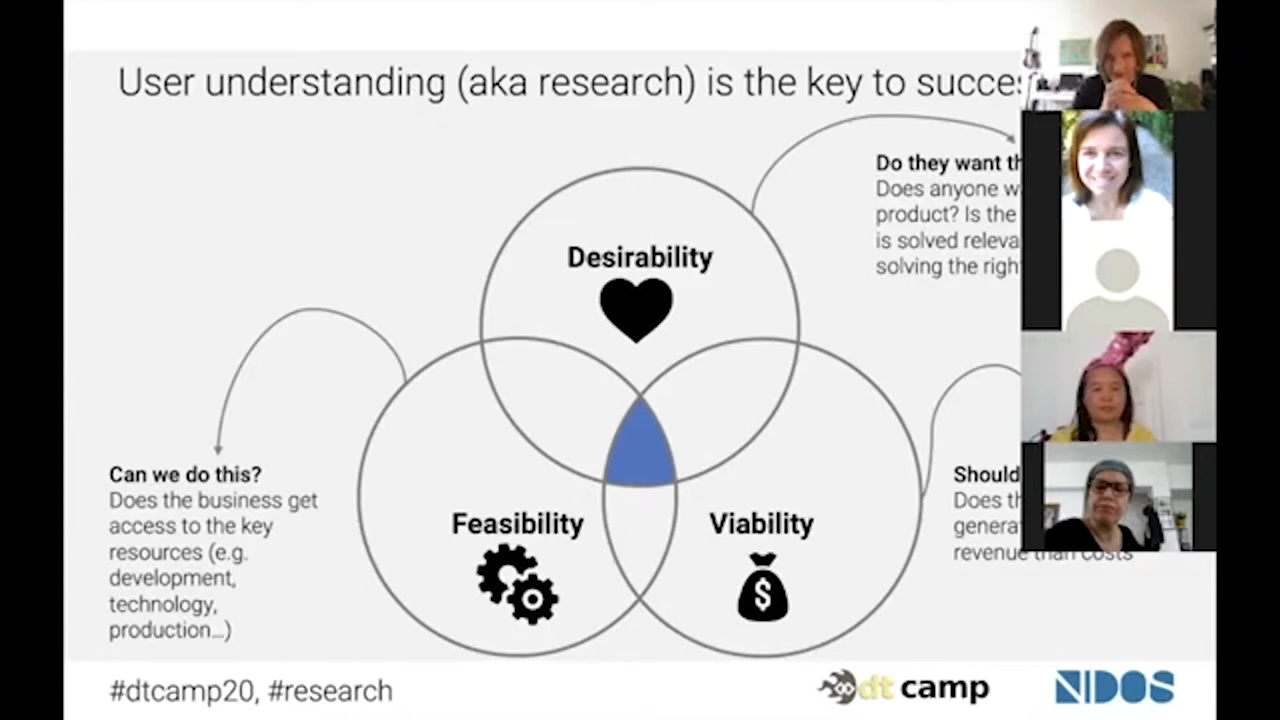 User understanding (aka research) is the key to succes
Do they want th
Does anyone w
product? Is the
is solved releva
solving the righ
Desirability
Can we do this?
Does the business get
access to the key
resources (e.g.
development,
technology,
production…)
Feasibility
Viability
$
Should
Does th
genera
revenue than costs
#dtcamp20, #research
dt camp
NIDOS